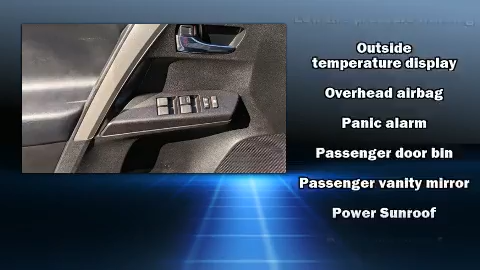 Outside
temperature display
Overhead airbag
Panic alarm
Passenger door bin
Passenger vanity mirror
Power Sunroof